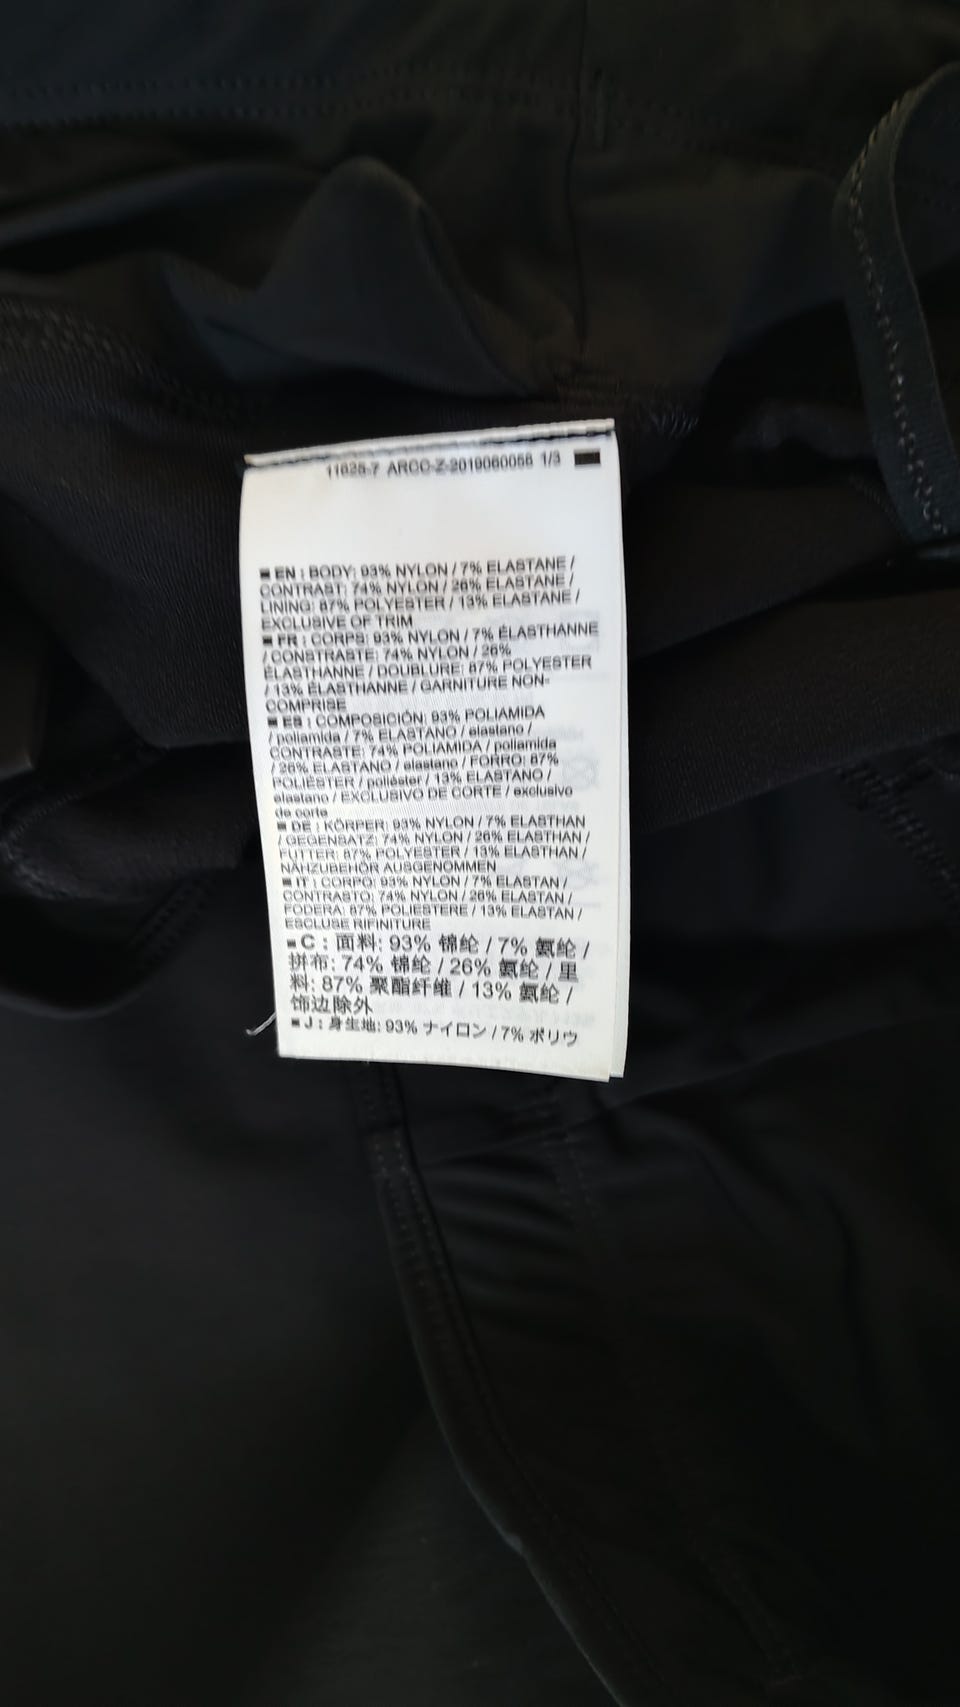 11625-7 ARCC-Z-2019060056 1/3
■ EN : BODY: 93% NYLON / 7% ELASTANE /
CONTRAST: 74% NYLON / 26% ELASTANE /
LINING: 87% POLYESTER / 13% ELASTANE /
EXCLUSIVE OF TRIM
■ FR : CORPS: 93% NYLON / 7% ÉLASTHANNE
/ CONSTRASTE: 74% NYLON / 26%
ÉLASTHANNE / DOUBLURE: 87% POLYESTER
/ 13% ÉLASTHANNE / GARNITURE NON-
COMPRISE
■ ES : COMPOSICIÓN: 93% POLIAMIDA
/ poliamida / 7% ELASTANO / elastano /
CONTRASTE: 74% POLIAMIDA / poliamida
/ 26% ELASTANO / elastano / FORRO: 87%
POLIÉSTER / poliéster / 13% ELASTANO /
elastano / EXCLUSIVO DE CORTE / exclusivo
de corte
■ DE : KÖRPER: 93% NYLON / 7% ELASTHAN
/ GEGENSATZ: 74% NYLON / 26% ELASTHAN /
FUTTER: 87% POLYESTER / 13% ELASTHAN /
NÄHZUBEHÖR AUSGENOMMEN
■ IT : CORPO: 93% NYLON / 7% ELASTAN /
CONTRASTO: 74% NYLON / 26% ELASTAN /
FODERA: 87% POLIESTERE / 13% ELASTAN /
ESCLUSE RIFINITURE
■ C : 面料: 93% 锦纶 / 7% 氨纶 /
拼布: 74% 锦纶 / 26% 氨纶 / 里
料: 87% 聚酯纤维 / 13% 氨纶 /
饰边除外
■ J : 身生地: 93% ナイロン / 7% ポリウ